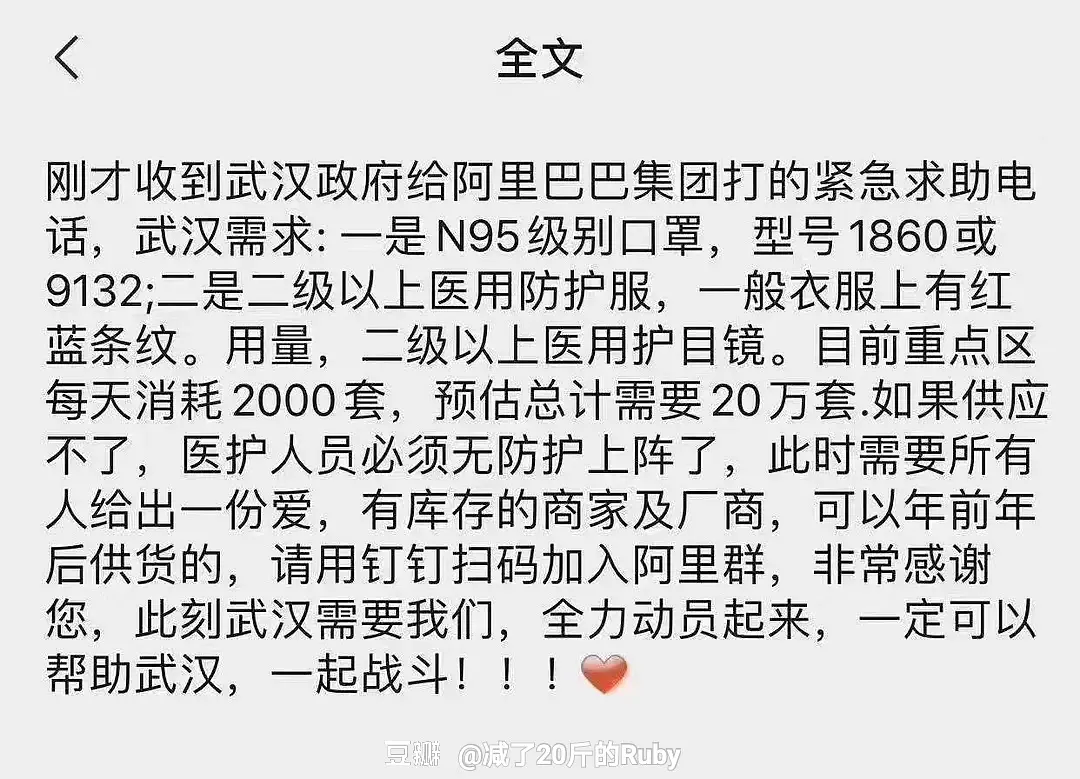 全文
刚才收到武汉政府给阿里巴巴集团打的紧急求助电
话，武汉需求: 一是N95级别口罩，型号1860或
9132;二是二级以上医用防护服，一般衣服上有红
蓝条纹。用量，二级以上医用护目镜。目前重点区
每天消耗2000套，预估总计需要20万套.如果供应
不了，医护人员必须无防护上阵了，此时需要所有
人给出一份爱，有库存的商家及厂商，可以年前年
后供货的，请用钉钉扫码加入阿里群，非常感谢
您，此刻武汉需要我们，全力动员起来，一定可以
帮助武汉，一起战斗！！！❤️
豆瓣 @减了20斤的Ruby